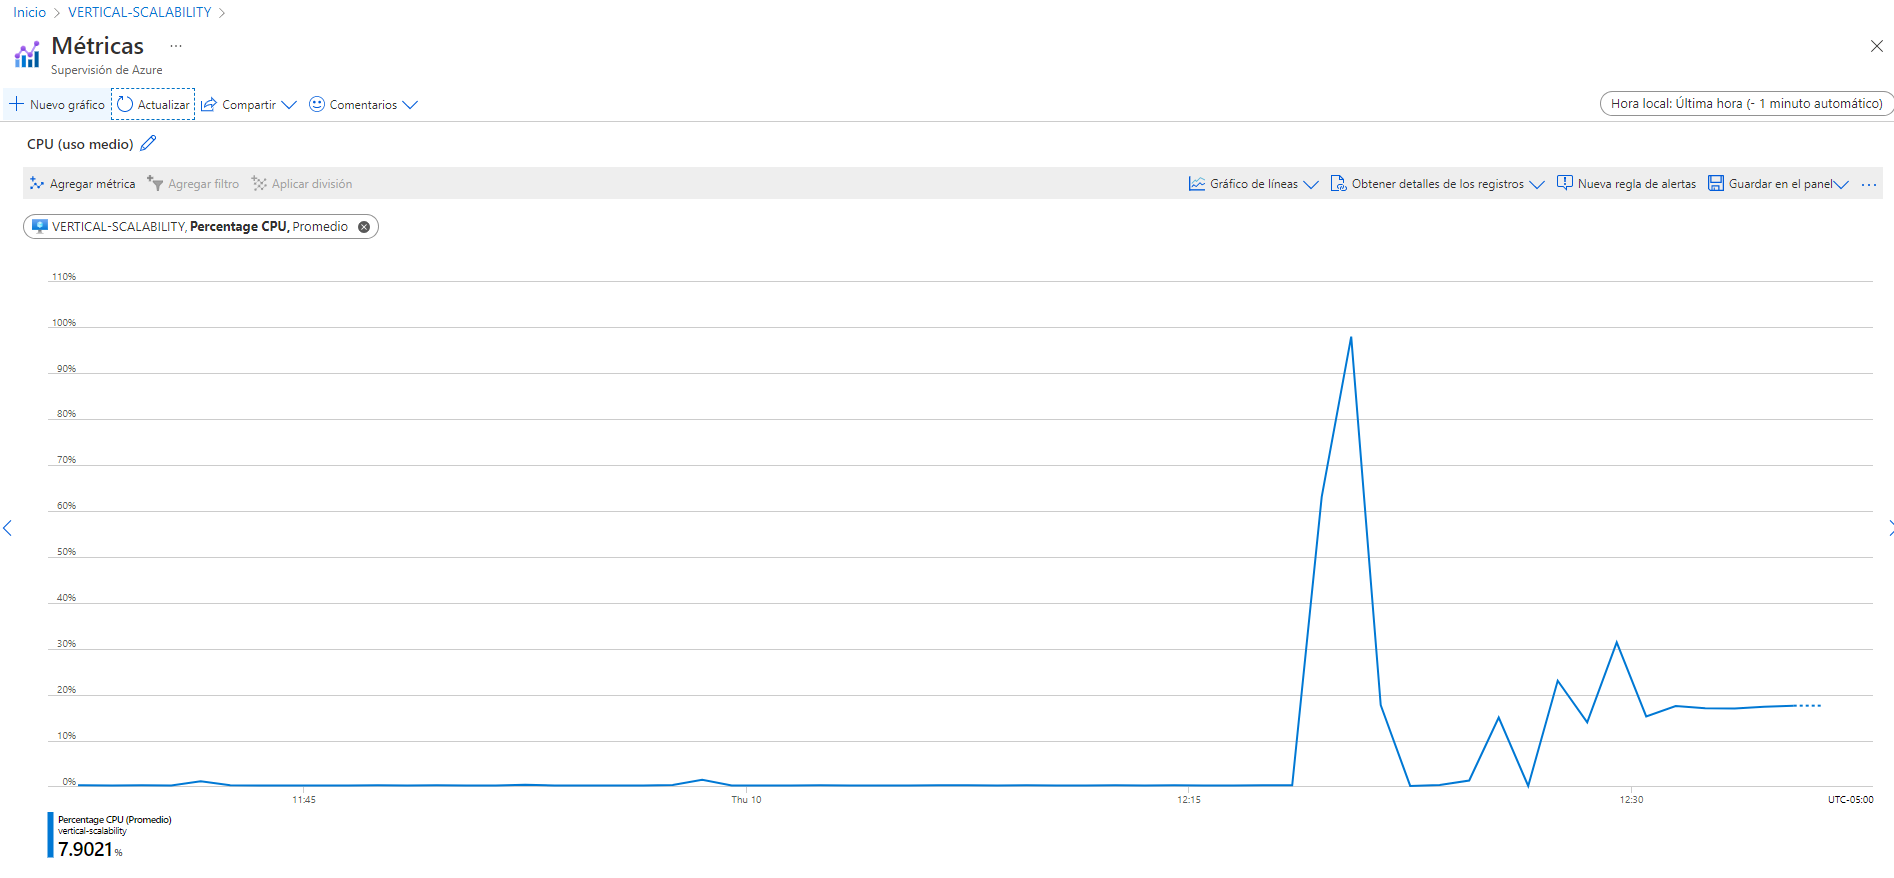 Inicio > VERTICAL-SCALABILITY >
Métricas ...
Supervisión de Azure
Nuevo gráfico Actualizar Compartir Comentarios Hora local: Última hora (- 1 minuto automático)
CPU (uso medio)
Agregar métrica Agregar filtro Aplicar división Gráfico de líneas Obtener detalles de los registros Nueva regla de alertas Guardar en el panel ...
VERTICAL-SCALABILITY, Percentage CPU, Promedio
110%
100%
90%
80%
70%
60%
50%
40%
30%
20%
10%
0%
11:45 Thu 10 12:15 12:30 UTC-05:00
Percentage CPU (Promedio)
vertical-scalability
7.9021 %